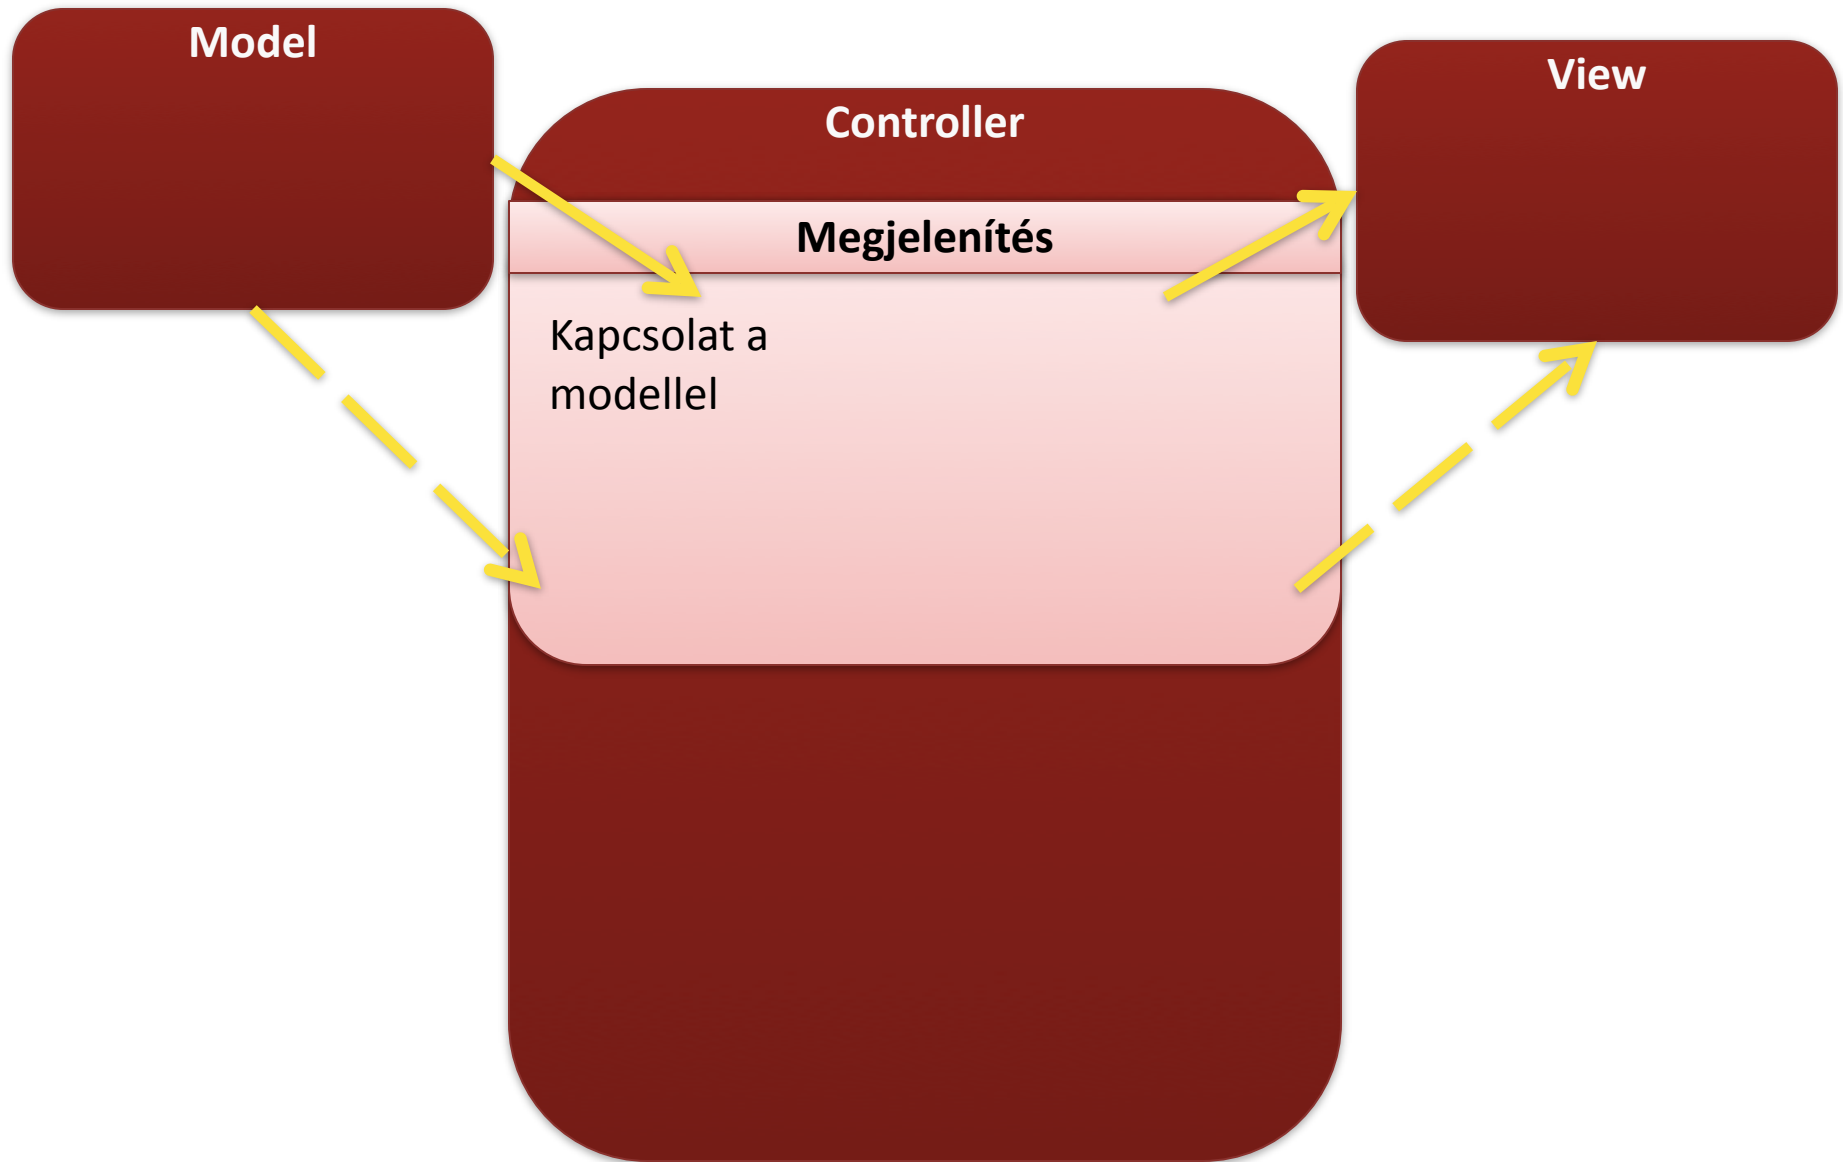 Model
View
Controller
Megjelenítés
Kapcsolat a
modellel